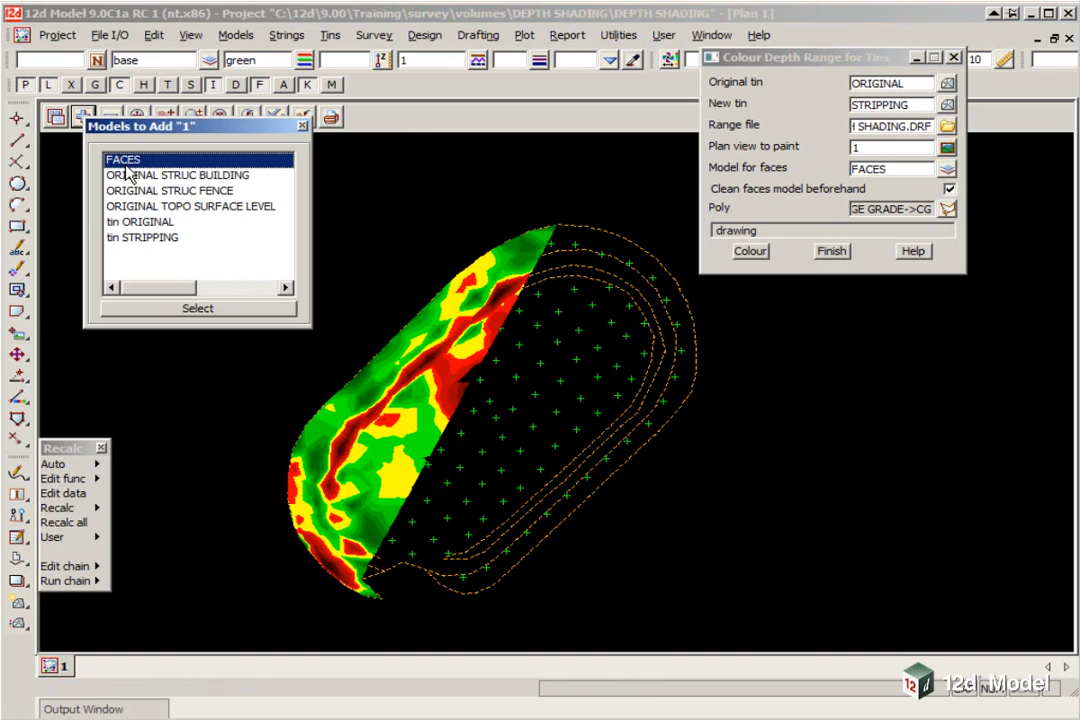 12d Model 9.0C1a RC 1 (nt.x86) - Project "C:\12d\9.00\Training\survey\volumes\DEPTH SHADING\DEPTH SHADING" - [Plan 1]
Project File I/O Edit View Models Strings Tins Survey Design Drafting Plot Report Utilities User Window Help
N base green 1 10
P L X G C H T S I D F A K M
Colour Depth Range for Tins
Original tin ORIGINAL
New tin STRIPPING
Range file I SHADING.DRF
Plan view to paint 1
Model for faces FACES
Clean faces model beforehand
Poly GE GRADE->CG
drawing
Colour Finish Help
Models to Add "1"
FACES
ORIGINAL STRUC BUILDING
ORIGINAL STRUC FENCE
ORIGINAL TOPO SURFACE LEVEL
tin ORIGINAL
tin STRIPPING
Select
Recalc
Auto
Edit func
Edit data
Recalc
Recalc all
User
Edit chain
Run chain
1
12d Model
NUM
Output Window